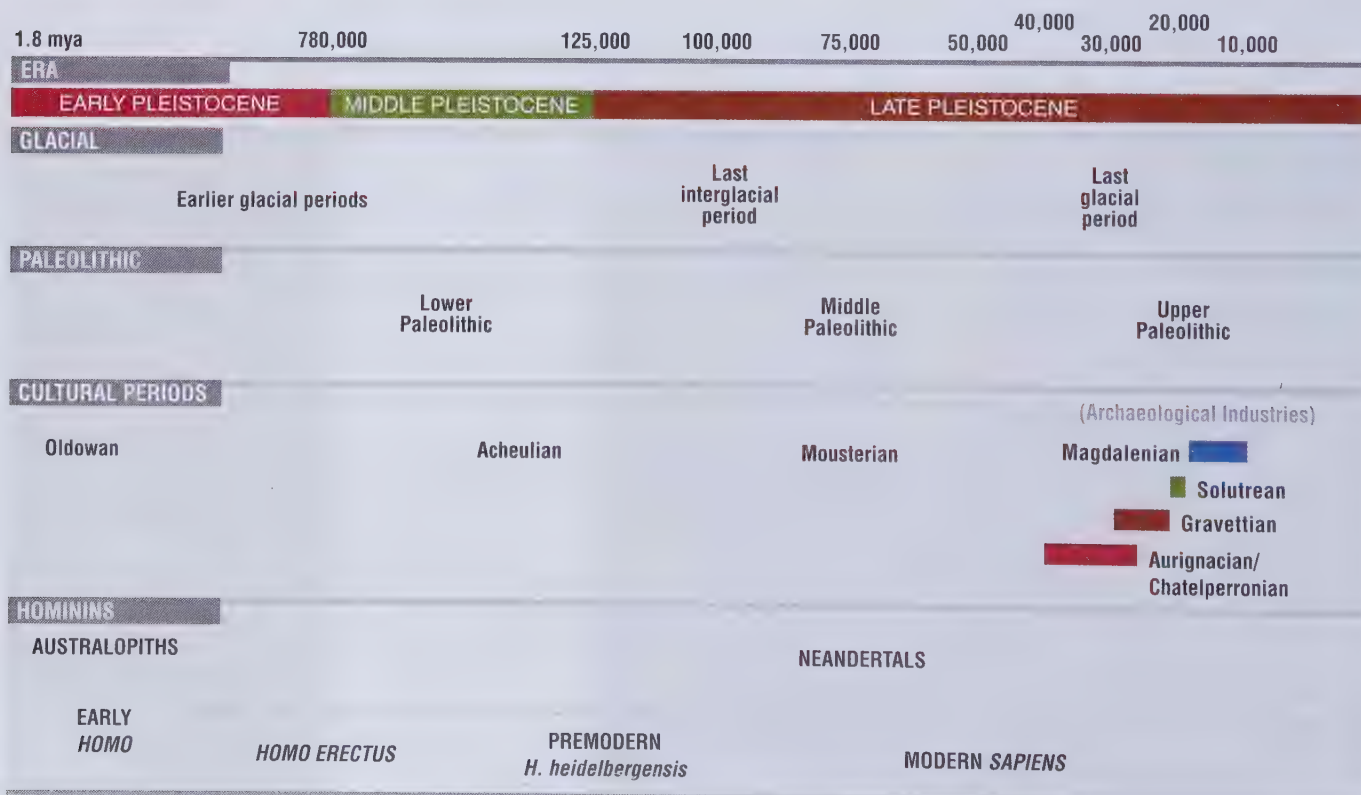 40,000 20,000
1.8 mya 780,000 125,000 100,000 75,000 50,000 30,000 10,000
ERA
EARLY PLEISTOCENE MIDDLE PLEISTOCENE LATE PLEISTOCENE
GLACIAL
Earlier glacial periods
Last
interglacial
period
Last
glacial
period
PALEOLITHIC
Lower
Paleolithic
Middle
Paleolithic
Upper
Paleolithic
CULTURAL PERIODS
(Archaeological Industries)
Oldowan Acheulian Mousterian Magdalenian
Solutrean
Gravettian
Aurignacian/
Chatelperronian
HOMININS
AUSTRALOPITHS
NEANDERTALS
EARLY
HOMO
HOMO ERECTUS
PREMODERN
H. heidelbergensis
MODERN SAPIENS